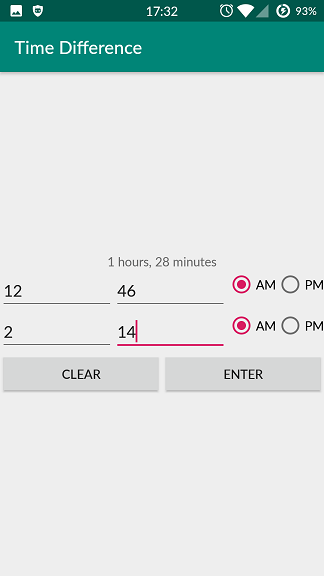 17:32 93%
Time Difference
1 hours, 28 minutes
12 46 AM PM
2 14 AM PM
CLEAR ENTER